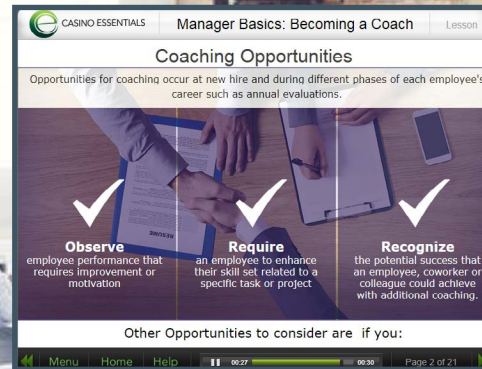 CASINO ESSENTIALS
Manager Basics: Becoming a Coach
Lesson
Coaching Opportunities
Opportunities for coaching occur at new hire and during different phases of each employee's
career such as annual evaluations.
RESUME
Observe
employee performance that
requires improvement or
motivation
Require
an employee to enhance
their skill set related to a
specific task or project
Recognize
the potential success that
an employee, coworker or
colleague could achieve
with additional coaching.
Other Opportunities to consider are if you:
Menu
Home
Help
00:27
00:30
Page 2 of 21